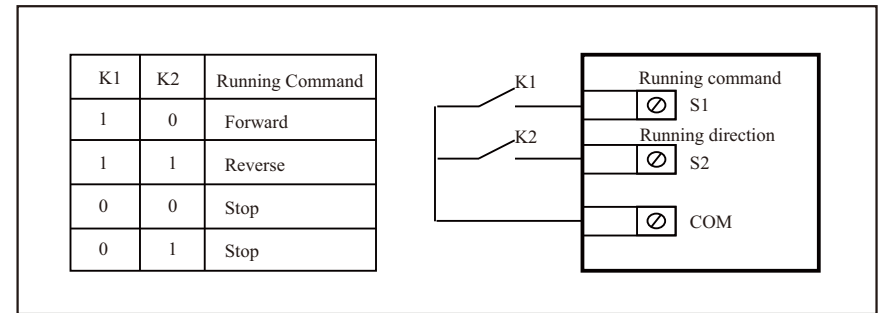 K1 K2 Running Command
1 0 Forward
1 1 Reverse
0 0 Stop
0 1 Stop
K1
K2
Running command
S1
Running direction
S2
COM